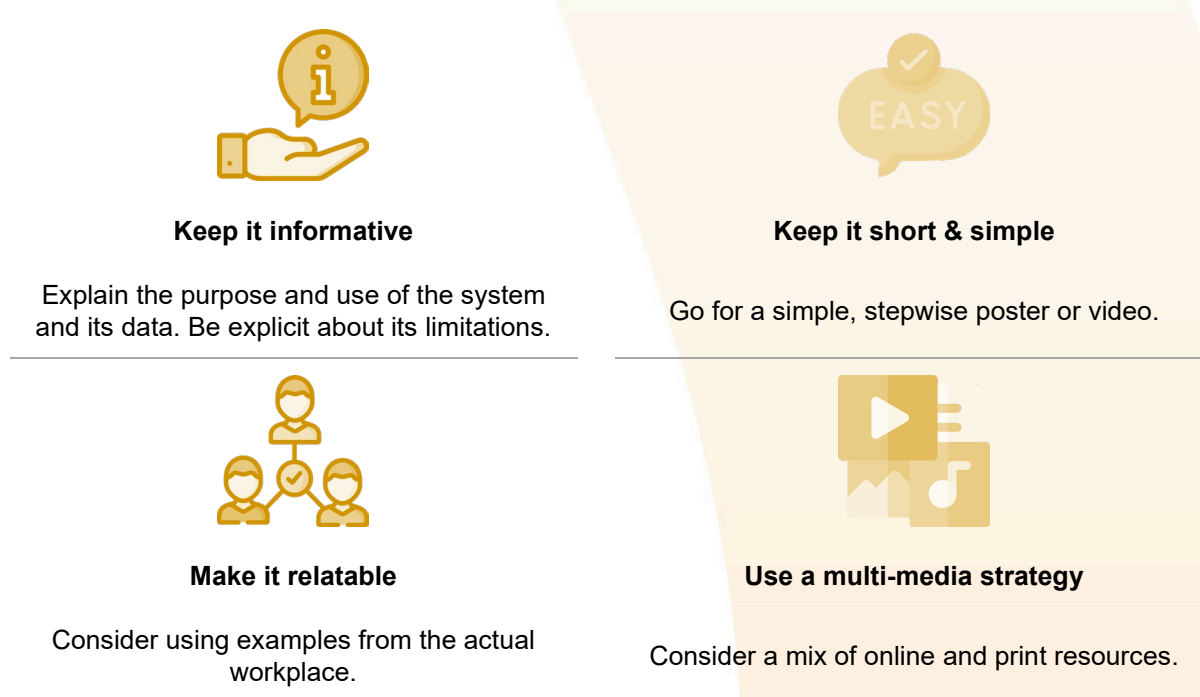 i
Keep it informative
Explain the purpose and use of the system
and its data. Be explicit about its limitations.
EASY
Keep it short & simple
Go for a simple, stepwise poster or video.
Make it relatable
Consider using examples from the actual
workplace.
Use a multi-media strategy
Consider a mix of online and print resources.